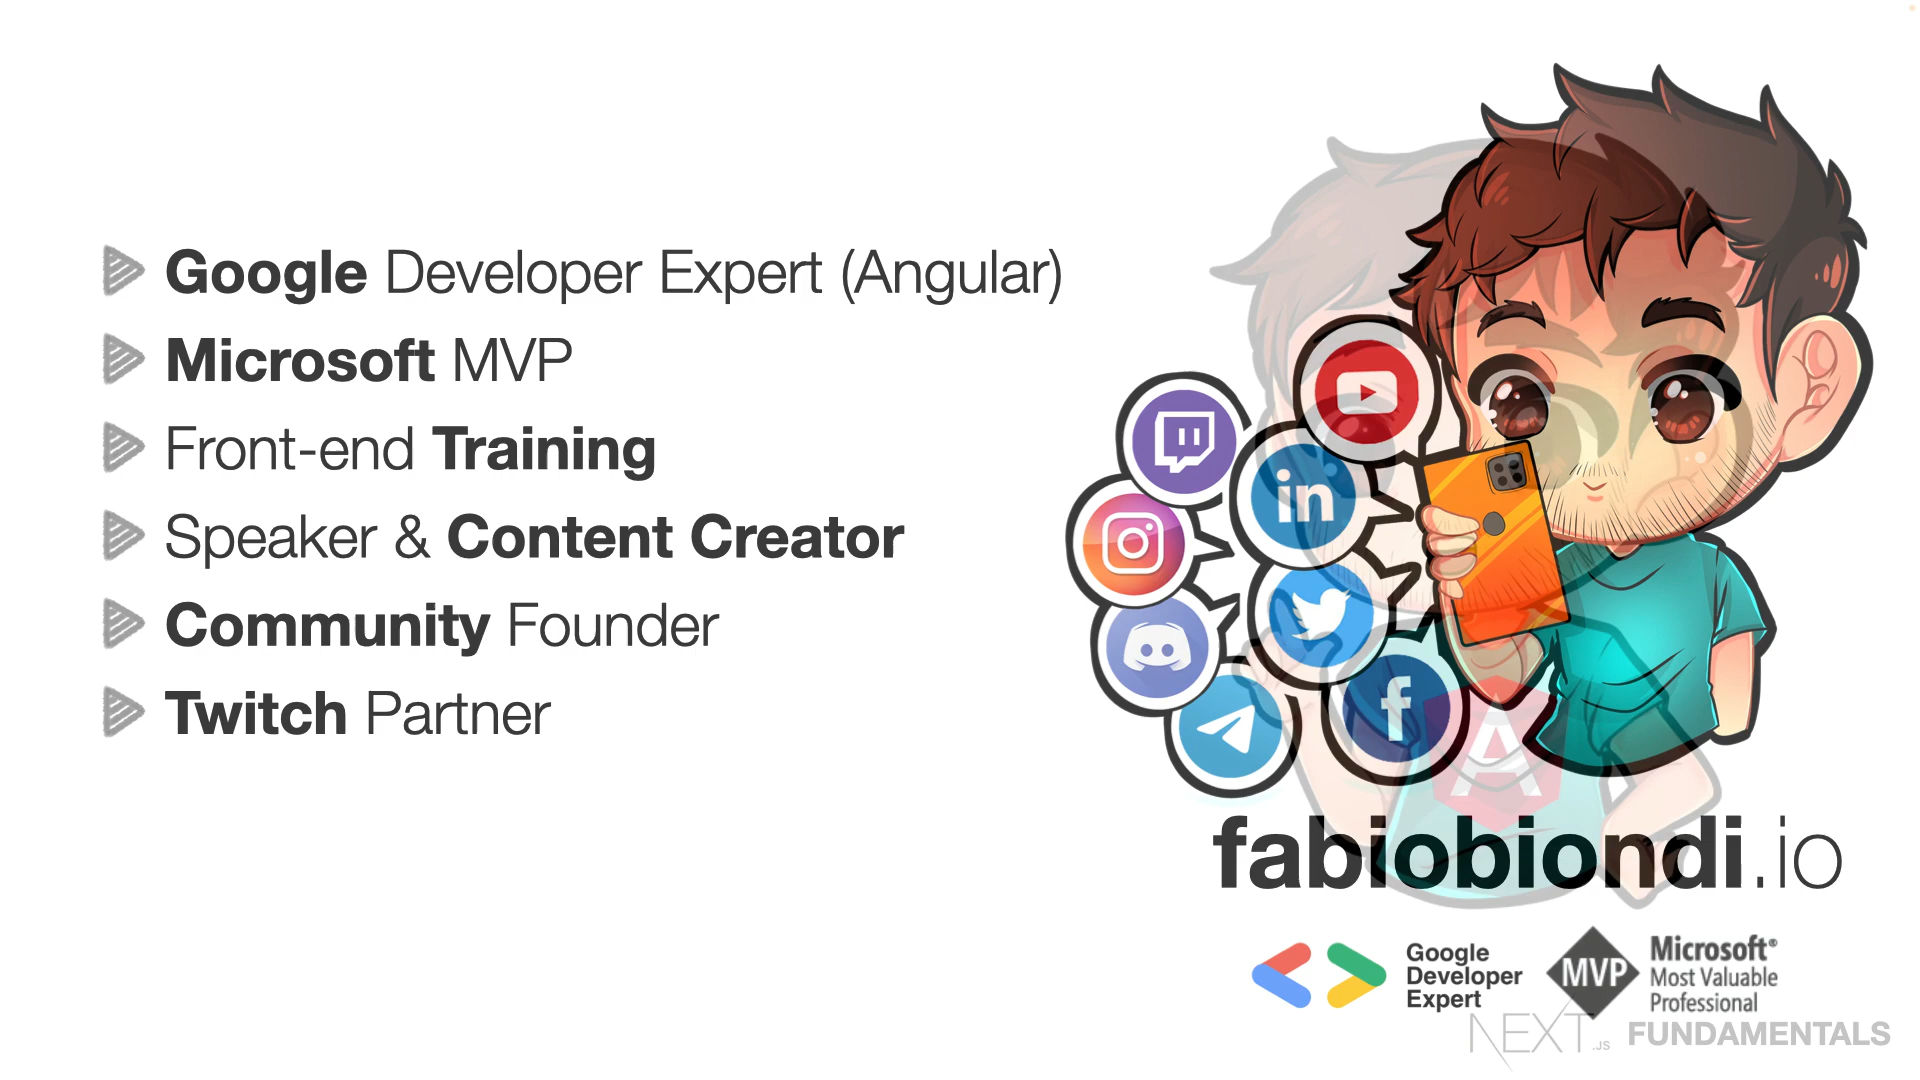 Google Developer Expert (Angular)
Microsoft MVP
Front-end Training
Speaker & Content Creator
Community Founder
Twitch Partner
in
f
A
fabiobiondi.io
Google
Developer
Expert
MVP
Microsoft®
Most Valuable
Professional
NEXT.JS FUNDAMENTALS